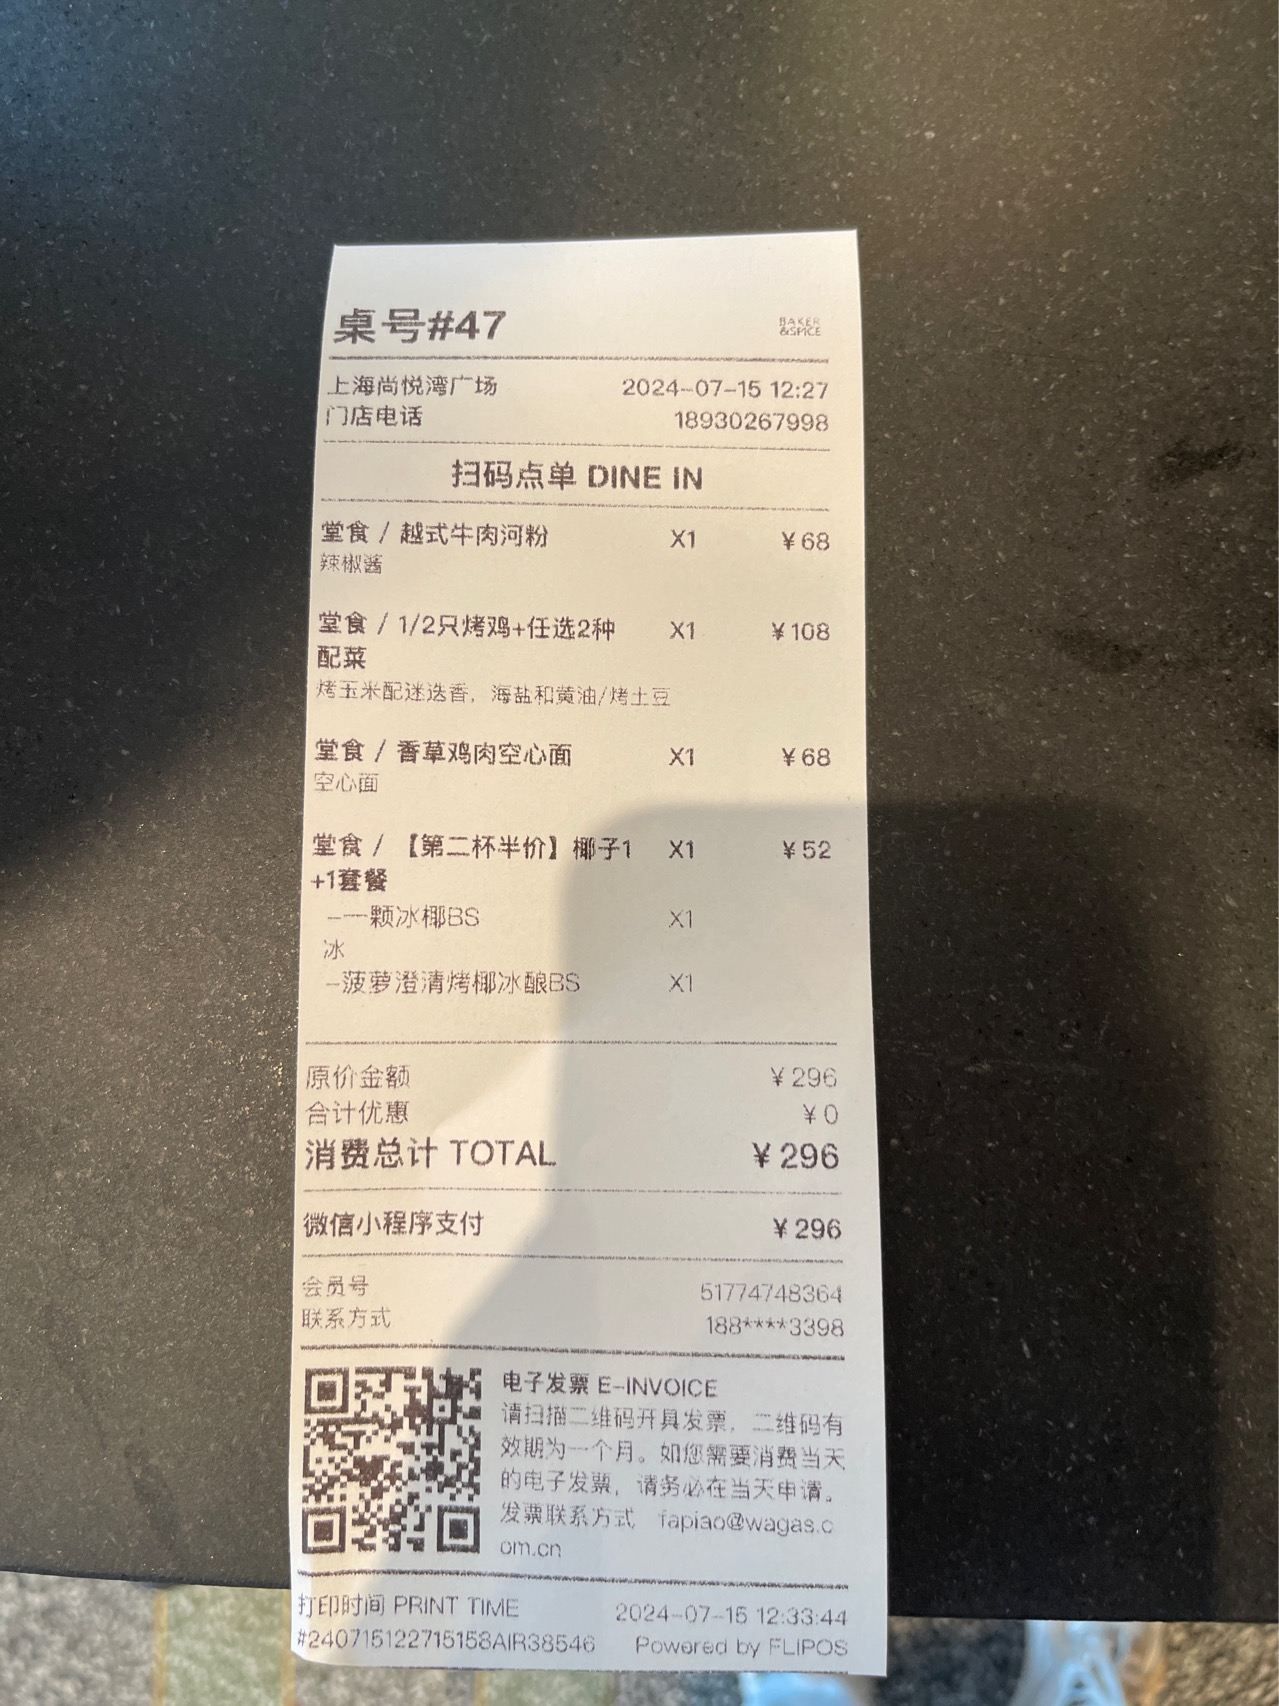 桌号#47
BAKER
&SPICE
上海尚悦湾广场 2024-07-15 12:27
门店电话 18930267998
扫码点单 DINE IN
堂食 / 越式牛肉河粉 X1 ¥68
辣椒酱
堂食 / 1/2只烤鸡+任选2种 X1 ¥108
配菜
烤玉米配迷迭香，海盐和黄油/烤土豆
堂食 / 香草鸡肉空心面 X1 ¥68
空心面
堂食 / 【第二杯半价】椰子1 X1 ¥52
+1套餐
-一颗冰椰BS X1
冰
-菠萝澄清烤椰冰酿BS X1
原价金额 ¥296
合计优惠 ¥0
消费总计 TOTAL ¥296
微信小程序支付 ¥296
会员号 51774748364
联系方式 188****3398
电子发票 E-INVOICE
请扫描二维码开具发票，二维码有
效期为一个月。如您需要消费当天
的电子发票，请务必在当天申请。
发票联系方式 fapiao@wagas.c
om.cn
打印时间 PRINT TIME 2024-07-15 12:33:44
#240715122715158AIR38546 Powered by FLIPOS